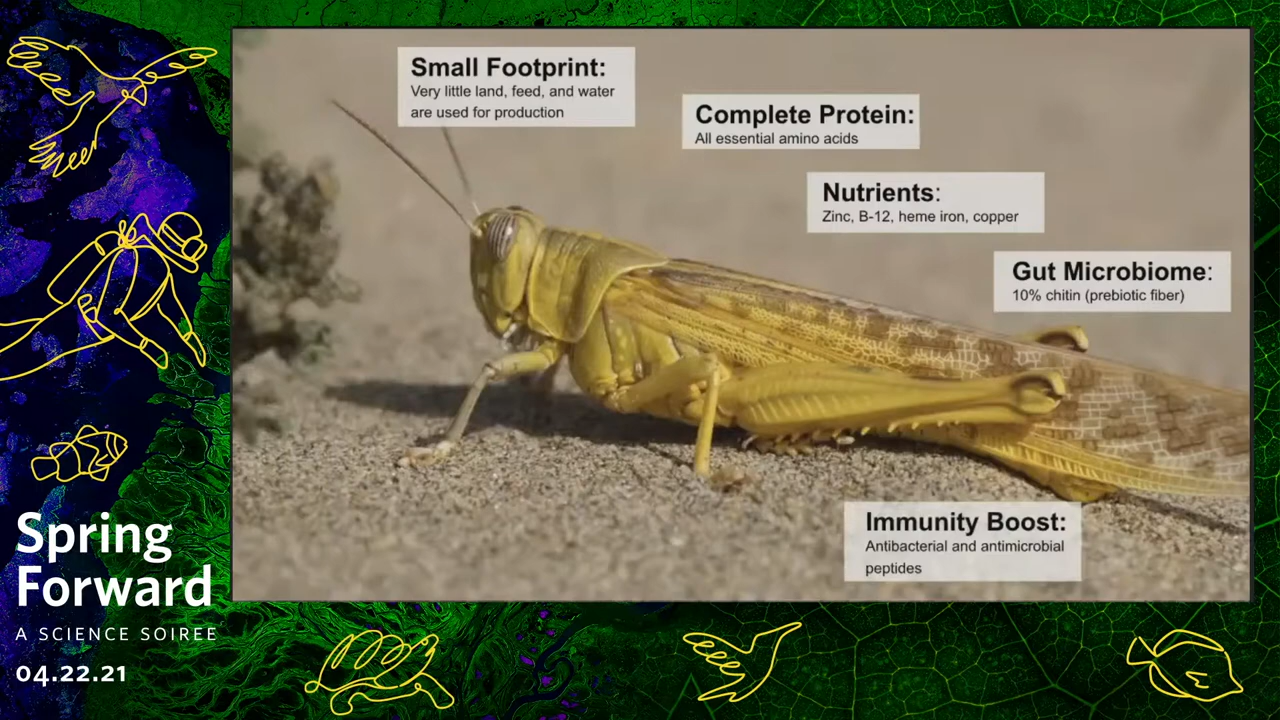 Small Footprint:
Very little land, feed, and water
are used for production
Complete Protein:
All essential amino acids
Nutrients:
Zinc, B-12, heme iron, copper
Gut Microbiome:
10% chitin (prebiotic fiber)
Immunity Boost:
Antibacterial and antimicrobial
peptides
Spring
Forward
A SCIENCE SOIREE
04.22.21